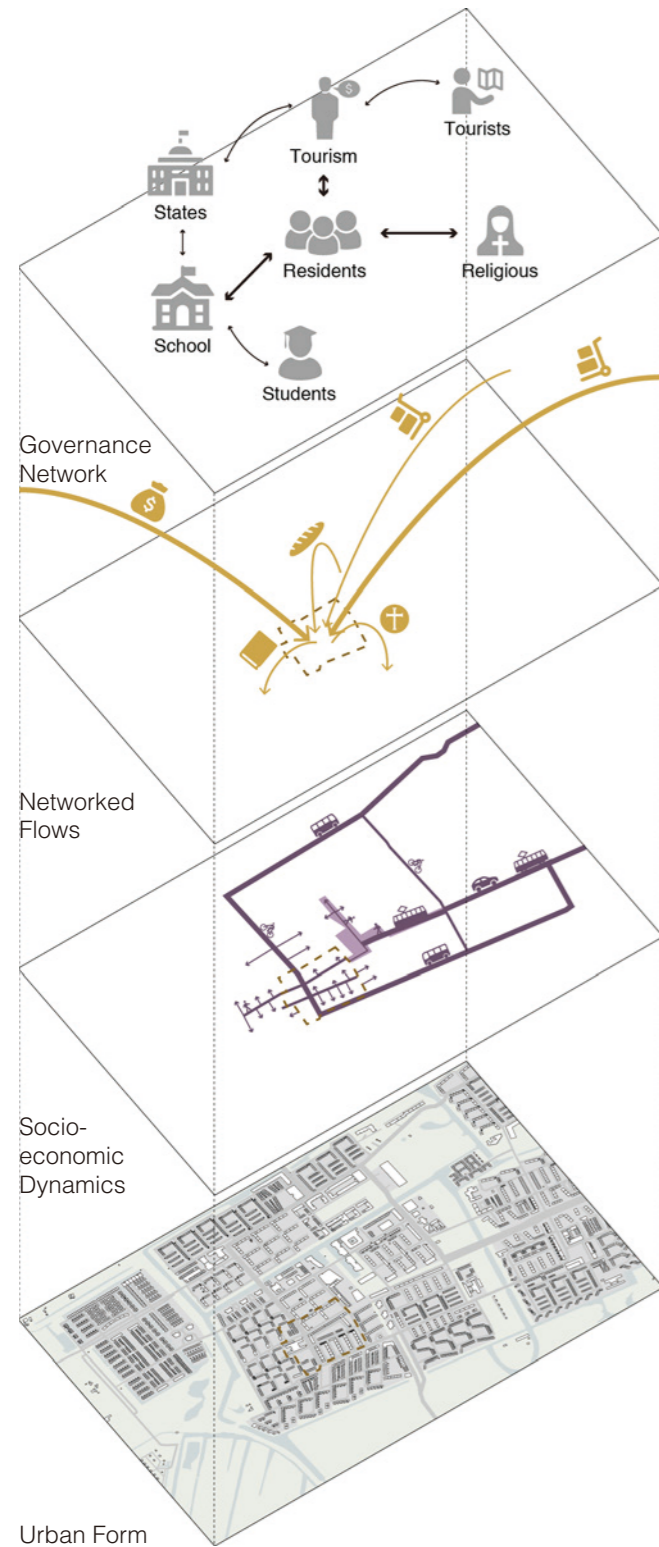 Tourists
Tourism
States
Residents
Religious
School
Students
Governance
Network
$
$
Networked
Flows
Socio-
economic
Dynamics
Urban Form